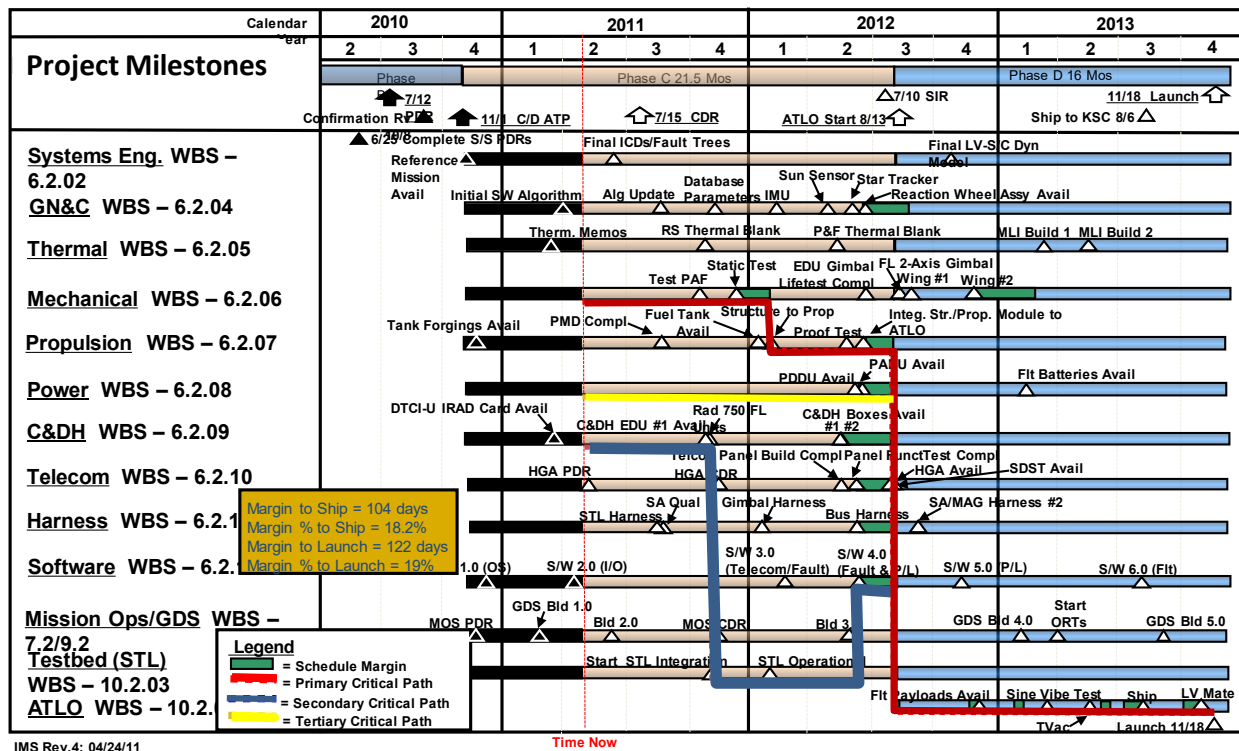 Calendar Year 2010 2011 2012 2013
2 3 4 1 2 3 4 1 2 3 4 1 2 3 4
Project Milestones
Phase
Phase C 21.5 Mos
Phase D 16 Mos
7/12
PDR
Confirmation Rv
11/1 C/D ATP
7/15 CDR
7/10 SIR
ATLO Start 8/13
11/18 Launch
Ship to KSC 8/6
6/25 Complete S/S PDRs
Systems Eng. WBS –
6.2.02
Reference
Mission
Avail
Final ICDs/Fault Trees
Final LV-S/C Dyn
Model
GN&C WBS – 6.2.04
Initial SW Algorithm
Alg Update
Database
Parameters
IMU
Sun Sensor
Star Tracker
Reaction Wheel Assy Avail
Thermal WBS – 6.2.05
Therm. Memos
RS Thermal Blank
P&F Thermal Blank
MLI Build 1
MLI Build 2
Mechanical WBS – 6.2.06
Test PAF
Static Test
EDU Gimbal
Lifetest Compl
FL 2-Axis Gimbal
Wing #1
Wing #2
Propulsion WBS – 6.2.07
Tank Forgings Avail
PMD Compl
Fuel Tank
Avail
Structure to Prop
Proof Test
Integ. Str./Prop. Module to
ATLO
Power WBS – 6.2.08
PDDU Avail
Flt Batteries Avail
C&DH WBS – 6.2.09
DTCI-U IRAD Card Avail
C&DH EDU #1 Avail
Rad 750 FL
Units
C&DH Boxes Avail
#1 #2
Telecom WBS – 6.2.10
HGA PDR
HGA CDR
Telcom Panel Build Compl
Panel FunctTest Compl
HGA Avail
SDST Avail
Harness WBS – 6.2.1
STL Harness
SA Qual
Gimbal Harness
Bus Harness
SA/MAG Harness #2
Margin to Ship = 104 days
Margin % to Ship = 18.2%
Margin to Launch = 122 days
Margin % to Launch = 19%
Software WBS – 6.2.
1.0 (OS)
S/W 2.0 (I/O)
S/W 3.0
(Telecom/Fault)
S/W 4.0
(Fault & P/L)
S/W 5.0 (P/L)
S/W 6.0 (Flt)
Mission Ops/GDS WBS –
7.2/9.2
MOS PDR
GDS Bld 1.0
Bld 2.0
MOS CDR
Bld 3
GDS Bld 4.0
Start
ORTs
GDS Bld 5.0
Testbed (STL)
WBS – 10.2.03
Start STL Integration
STL Operational
ATLO WBS – 10.2.
Flt Payloads Avail
Sine Vibe Test
TVac
Ship
LV Mate
Launch 11/18
Legend
= Schedule Margin
= Primary Critical Path
= Secondary Critical Path
= Tertiary Critical Path
Time Now
IMS Rev.4: 04/24/11